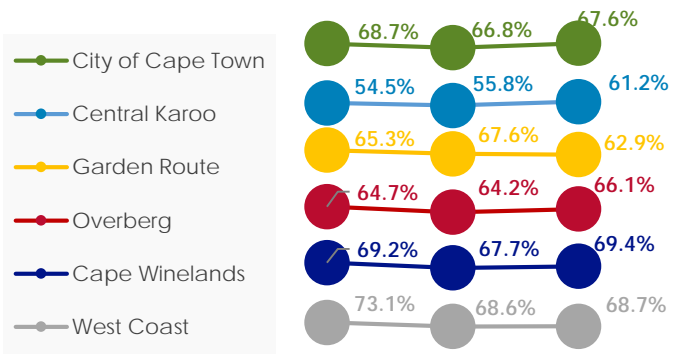 City of Cape Town 68.7% 66.8% 67.6%
Central Karoo 54.5% 55.8% 61.2%
Garden Route 65.3% 67.6% 62.9%
Overberg 64.7% 64.2% 66.1%
Cape Winelands 69.2% 67.7% 69.4%
West Coast 73.1% 68.6% 68.7%